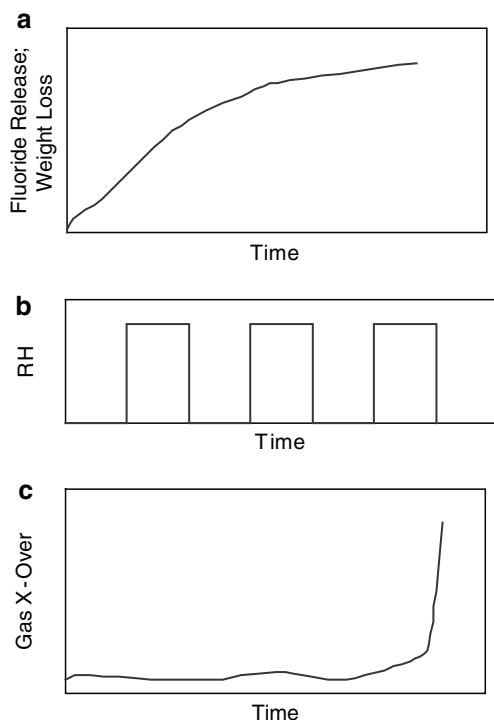 a
Fluoride Release;
Weight Loss
Time
b
RH
Time
c
Gas X-Over
Time